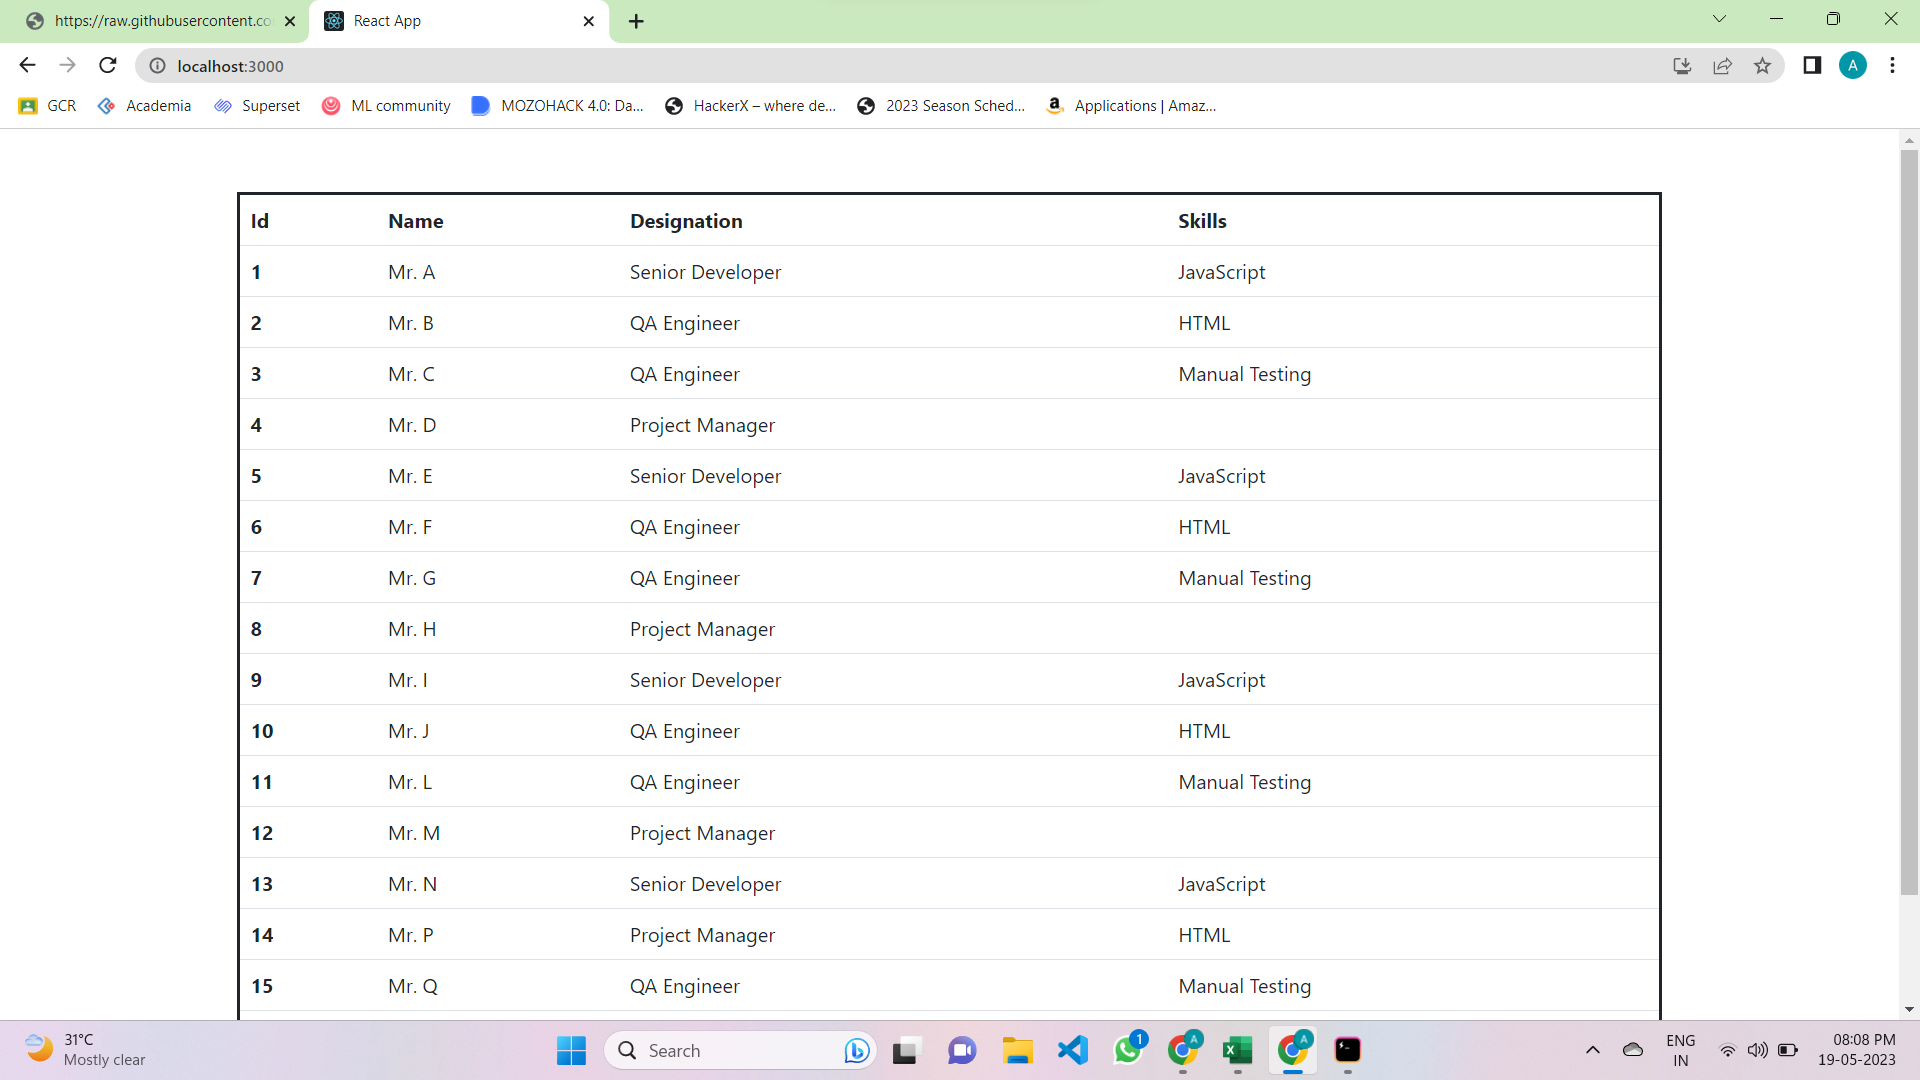 https://raw.githubusercontent.co
React App
localhost:3000
A
GCR
Academia
Superset
ML community
MOZOHACK 4.0: Da...
HackerX – where de...
2023 Season Sched...
Applications | Amaz...
Id Name Designation Skills
1 Mr. A Senior Developer JavaScript
2 Mr. B QA Engineer HTML
3 Mr. C QA Engineer Manual Testing
4 Mr. D Project Manager
5 Mr. E Senior Developer JavaScript
6 Mr. F QA Engineer HTML
7 Mr. G QA Engineer Manual Testing
8 Mr. H Project Manager
9 Mr. I Senior Developer JavaScript
10 Mr. J QA Engineer HTML
11 Mr. L QA Engineer Manual Testing
12 Mr. M Project Manager
13 Mr. N Senior Developer JavaScript
14 Mr. P Project Manager HTML
15 Mr. Q QA Engineer Manual Testing
31°C
Mostly clear
Search
1
A
A
ENG
IN
08:08 PM
19-05-2023